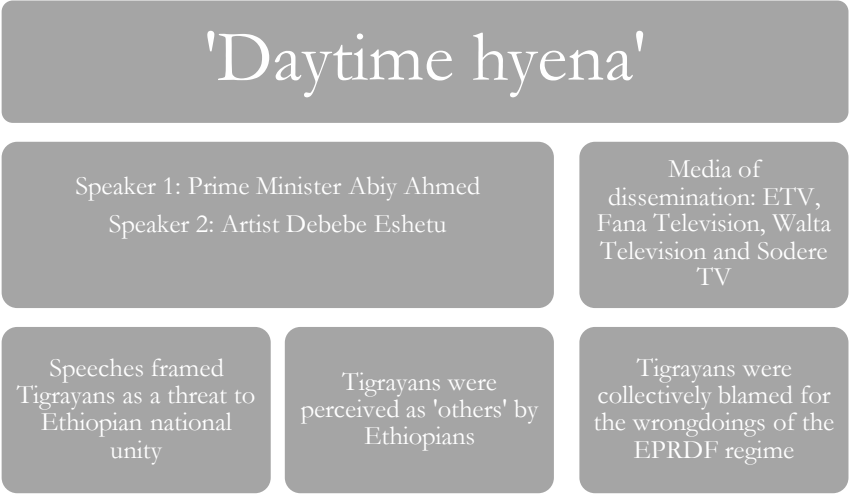 'Daytime hyena'
Speaker 1: Prime Minister Abiy Ahmed
Speaker 2: Artist Debebe Eshetu
Media of
dissemination: ETV,
Fana Television, Walta
Television and Sodere
TV
Speeches framed
Tigrayans as a threat to
Ethiopian national
unity
Tigrayans were
perceived as 'others' by
Ethiopians
Tigrayans were
collectively blamed for
the wrongdoings of the
EPRDF regime